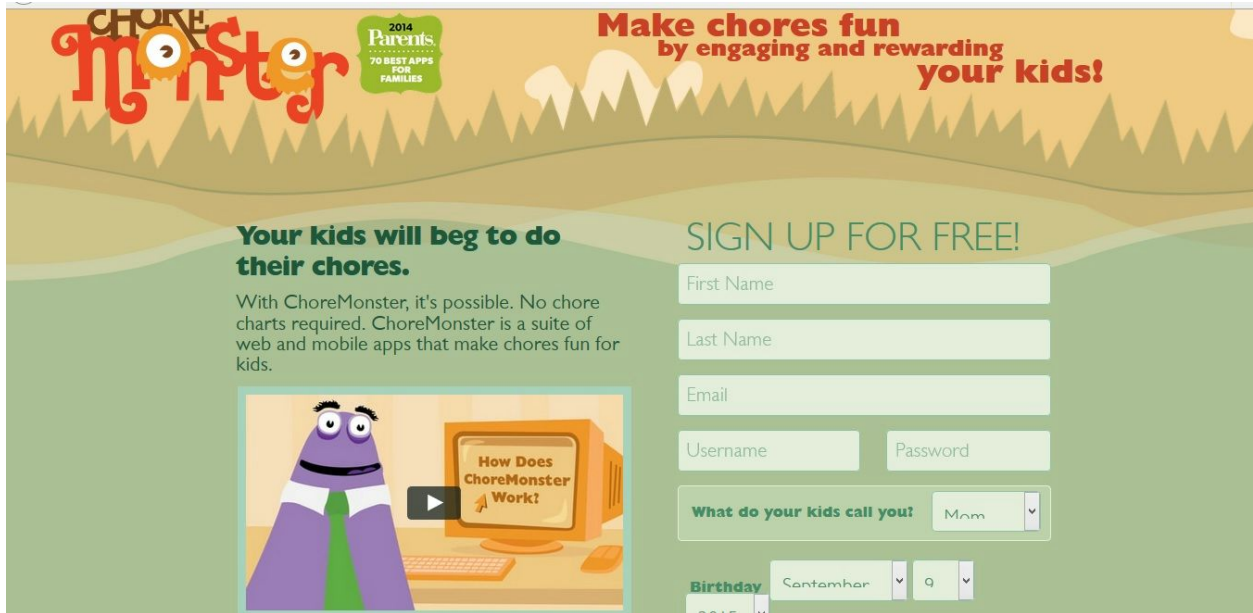 CHORE
Monster
2014
Parents.
70 BEST APPS
FOR
FAMILIES
Make chores fun
by engaging and rewarding
your kids!
Your kids will beg to do
their chores.
With ChoreMonster, it's possible. No chore
charts required. ChoreMonster is a suite of
web and mobile apps that make chores fun for
kids.
How Does
ChoreMonster
Work?
SIGN UP FOR FREE!
First Name
Last Name
Email
Username
Password
What do your kids call you?
Mom
Birthday
September
9
2015